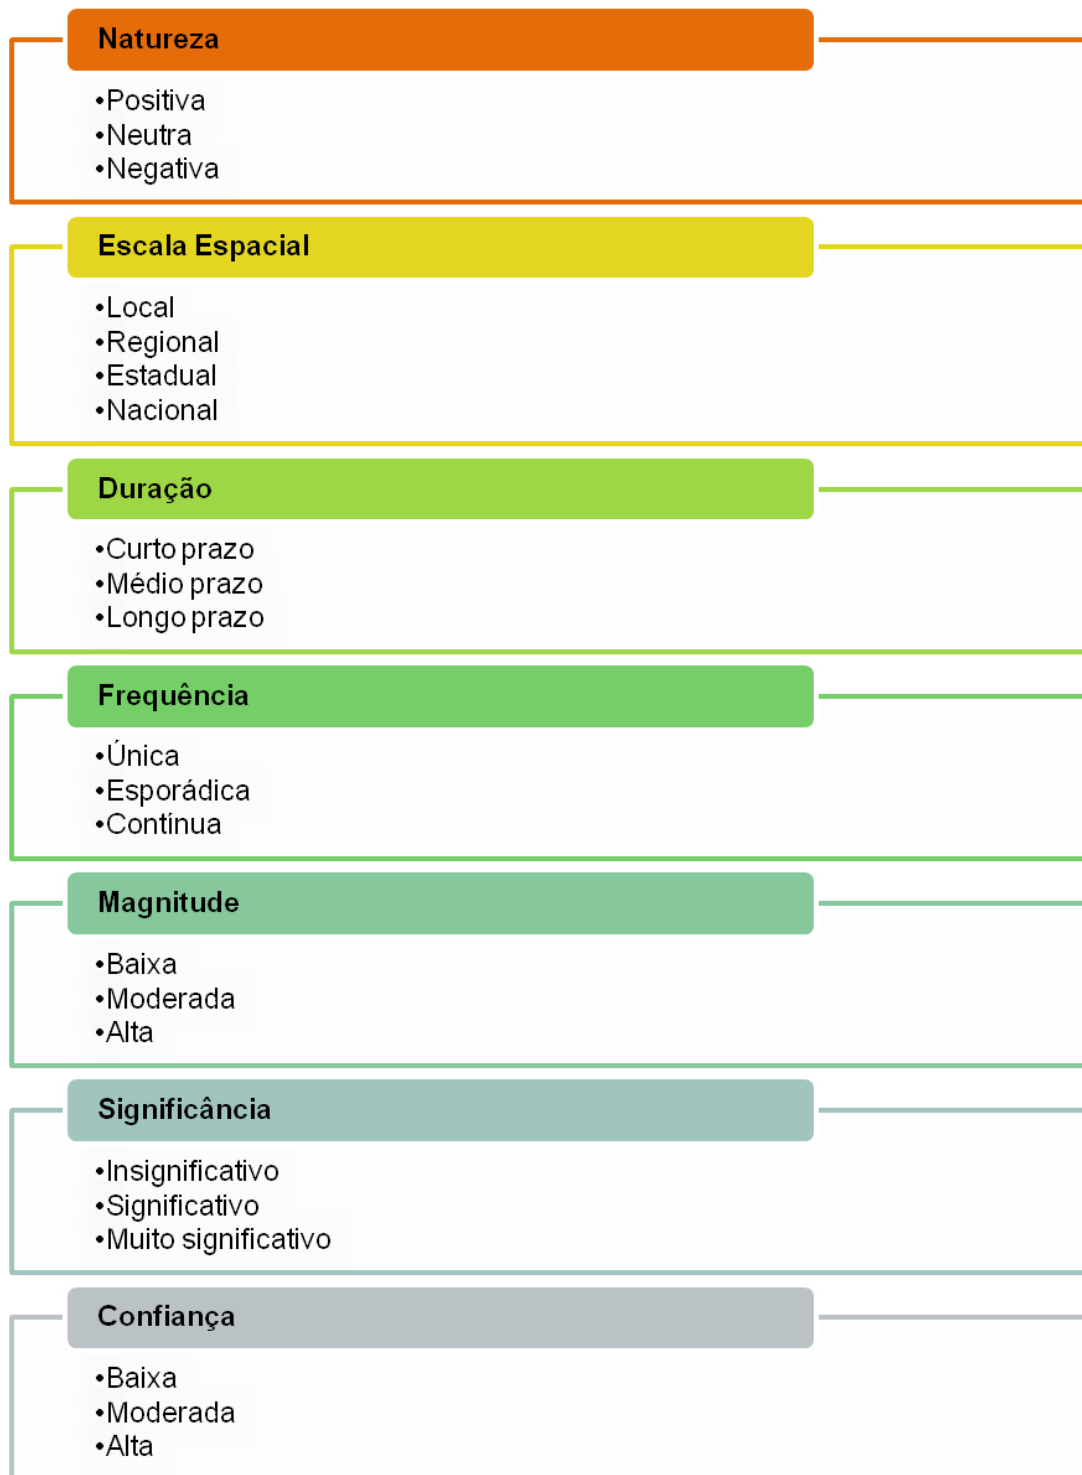 Natureza
•Positiva
•Neutra
•Negativa
Escala Espacial
•Local
•Regional
•Estadual
•Nacional
Duração
•Curto prazo
•Médio prazo
•Longo prazo
Frequência
•Única
•Esporádica
•Contínua
Magnitude
•Baixa
•Moderada
•Alta
Significância
•Insignificativo
•Significativo
•Muito significativo
Confiança
•Baixa
•Moderada
•Alta